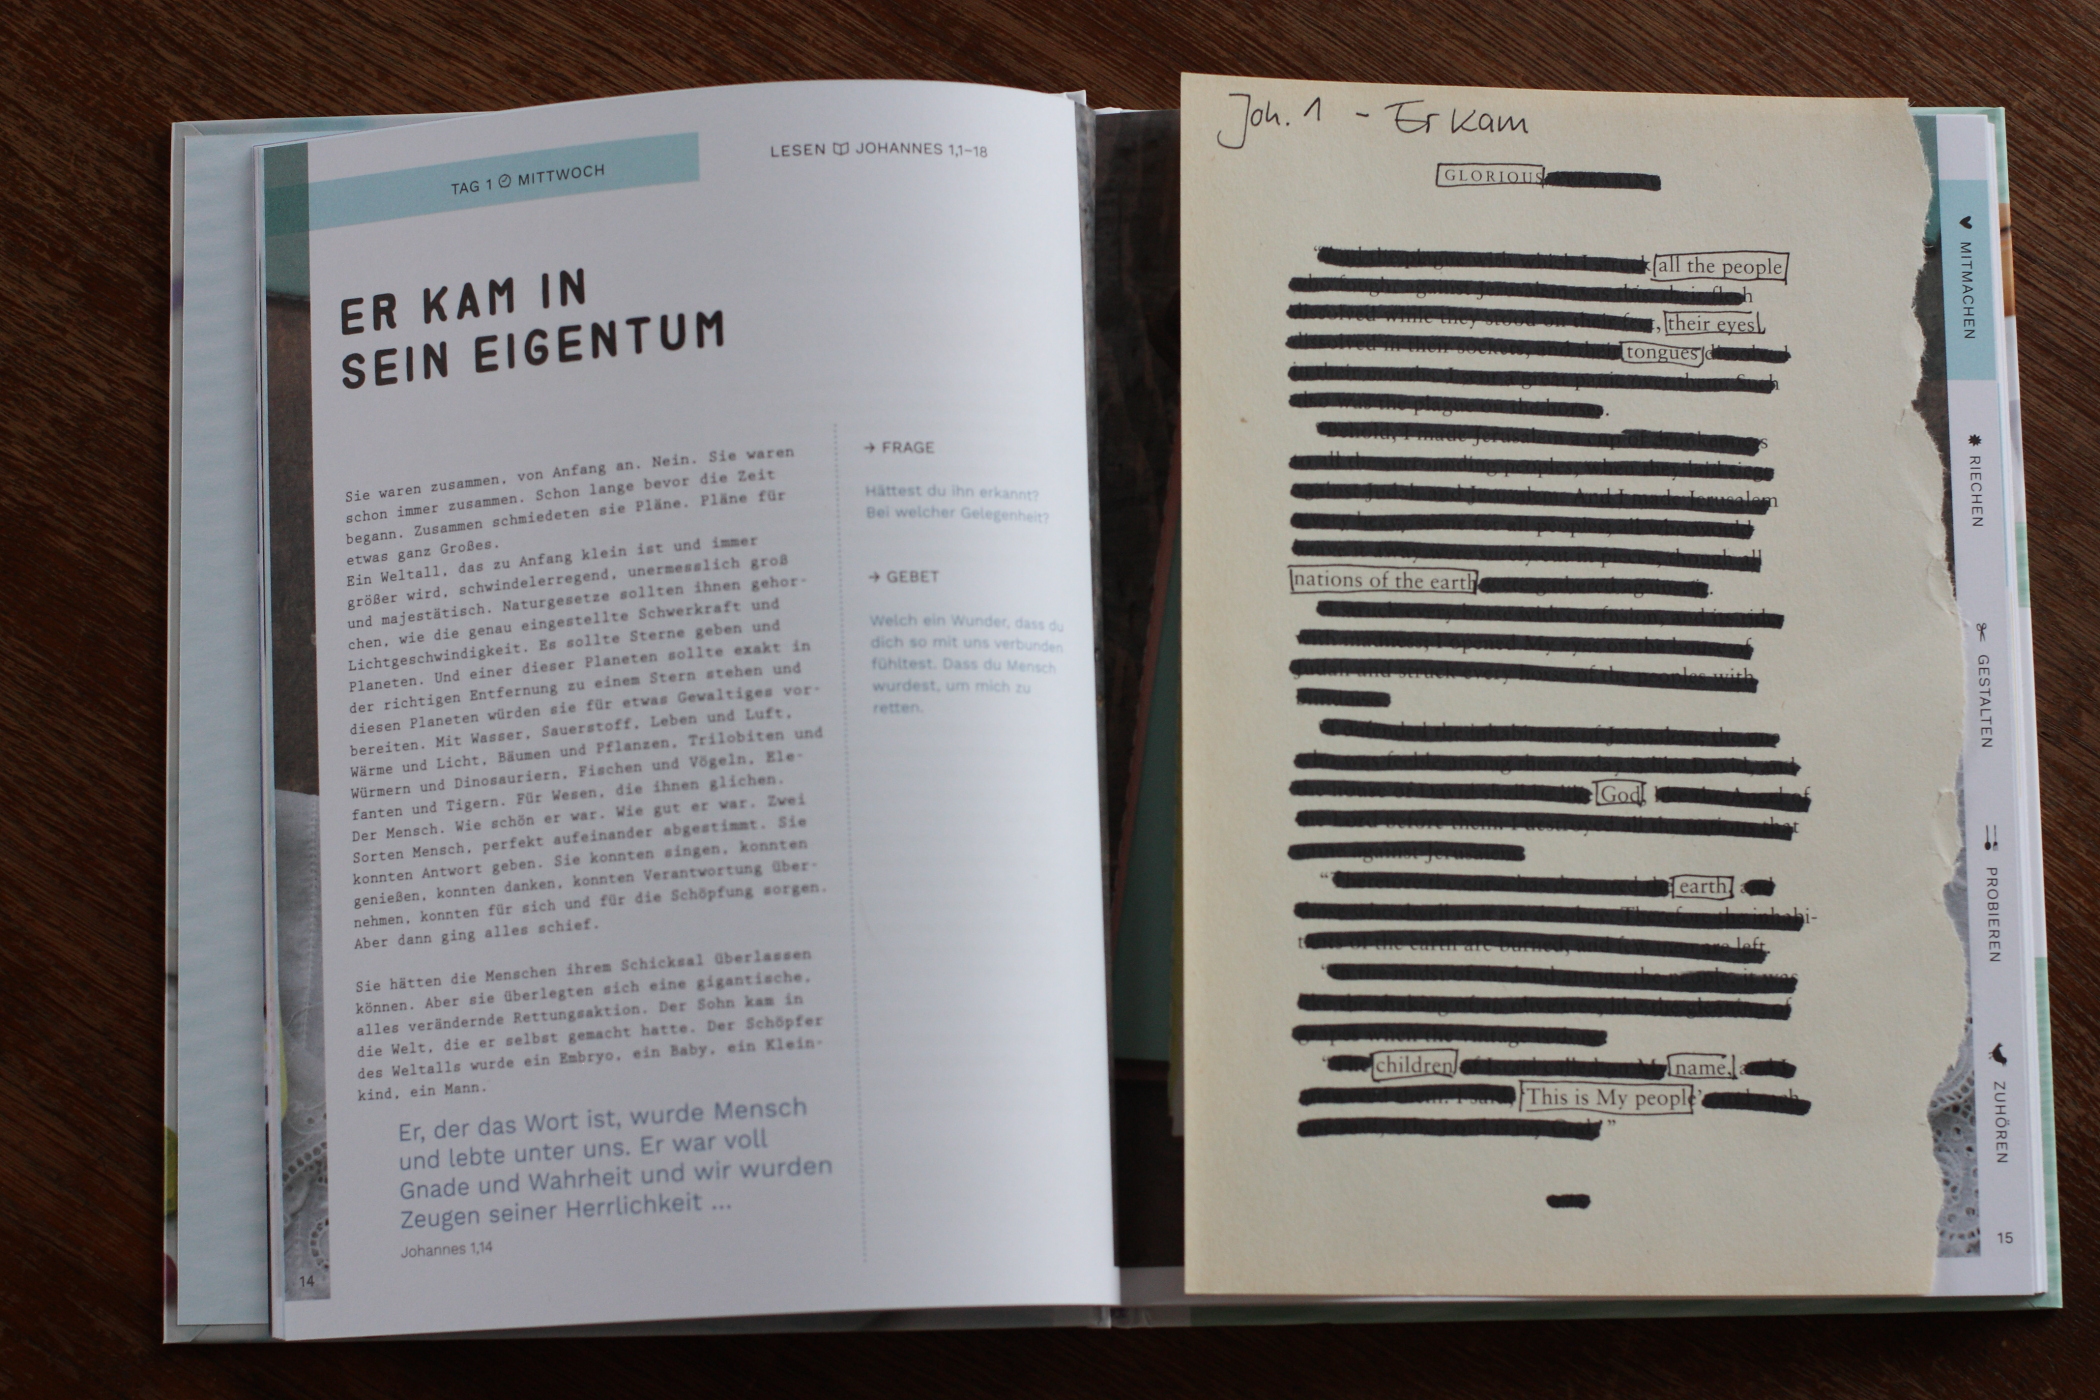 TAG 1 MITTWOCH
LESEN JOHANNES 1,1–18
ER KAM IN
SEIN EIGENTUM
Sie waren zusammen, von Anfang an. Nein. Sie waren
schon immer zusammen. Schon lange bevor die Zeit
begann. Zusammen schmiedeten sie Pläne. Pläne für
etwas ganz Großes.
Ein Weltall, das zu Anfang klein ist und immer
größer wird, schwindelerregend, unermesslich groß
und majestätisch. Naturgesetze sollten ihnen gehor-
chen, wie die genau eingestellte Schwerkraft und
Lichtgeschwindigkeit. Es sollte Sterne geben und
Planeten. Und einer dieser Planeten sollte exakt in
der richtigen Entfernung zu einem Stern stehen und
diesen Planeten würden sie für etwas Gewaltiges vor-
bereiten. Mit Wasser, Sauerstoff, Leben und Luft,
Wärme und Licht, Bäumen und Pflanzen, Trilobiten und
Würmern und Dinosauriern, Fischen und Vögeln, Ele-
fanten und Tigern. Für Wesen, die ihnen glichen.
Der Mensch. Wie schön er war. Wie gut er war. Zwei
Sorten Mensch, perfekt aufeinander abgestimmt. Sie
konnten Antwort geben. Sie konnten singen, konnten
genießen, konnten danken, konnten Verantwortung über-
nehmen, konnten für sich und für die Schöpfung sorgen.
Aber dann ging alles schief.
Sie hätten die Menschen ihrem Schicksal überlassen
können. Aber sie überlegten sich eine gigantische,
alles verändernde Rettungsaktion. Der Sohn kam in
die Welt, die er selbst gemacht hatte. Der Schöpfer
des Weltalls wurde ein Embryo, ein Baby, ein Klein-
kind, ein Mann.
Er, der das Wort ist, wurde Mensch
und lebte unter uns. Er war voll
Gnade und Wahrheit und wir wurden
Zeugen seiner Herrlichkeit ...
Johannes 1,14
14
→ FRAGE
Hättest du ihn erkannt?
Bei welcher Gelegenheit?
→ GEBET
Welch ein Wunder, dass du
dich so mit uns verbunden
fühltest. Dass du Mensch
wurdest, um mich zu
retten.
Joh. 1 - Er kam
GLORIOUS
all the people
their eyes
tongues
nations of the earth
God,
earth,
children
name,
'This is My people'
MITMACHEN
RIECHEN
GESTALTEN
PROBIEREN
ZUHÖREN
15